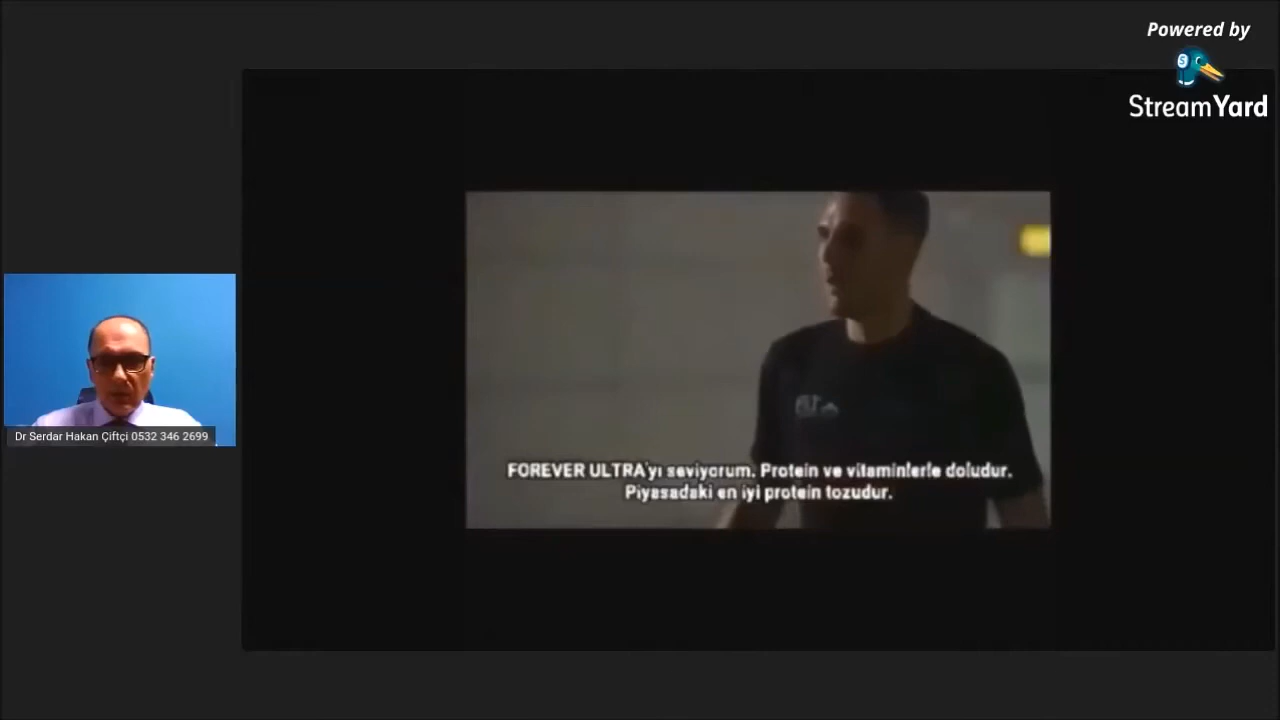 Powered by
StreamYard
Dr Serdar Hakan Çiftçi 0532 346 2699
FOREVER ULTRA'yı seviyorum. Protein ve vitaminlerle doludur.
Piyasadaki en iyi protein tozudur.